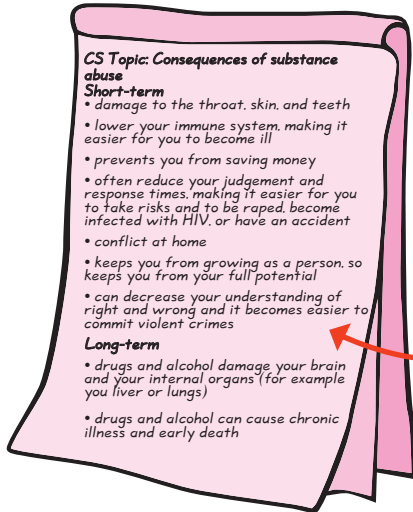 CS Topic: Consequences of substance
abuse
Short-term
• damage to the throat, skin, and teeth
• lower your immune system, making it
easier for you to become ill
• prevents you from saving money
• often reduce your judgement and
response times, making it easier for you
to take risks and to be raped, become
infected with HIV, or have an accident
• conflict at home
• keeps you from growing as a person, so
keeps you from your full potential
• can decrease your understanding of
right and wrong and it becomes easier to
commit violent crimes
Long-term
• drugs and alcohol damage your brain
and your internal organs (for example
you liver or lungs)
• drugs and alcohol can cause chronic
illness and early death